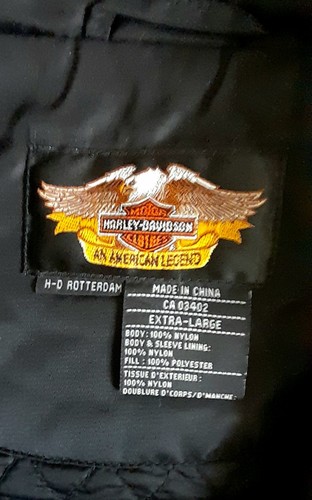 MOTOR
HARLEY-DAVIDSON
CLOTHES
AN AMERICAN LEGEND
H-D ROTTERDAM
MADE IN CHINA
CA 03402
EXTRA-LARGE
BODY: 100% NYLON
BODY & SLEEVE LINING:
100% NYLON
FILL: 100% POLYESTER
TISSUE D'EXTERIEUR:
100% NYLON
DOUBLURE D'CORPS/D'MANCHE: